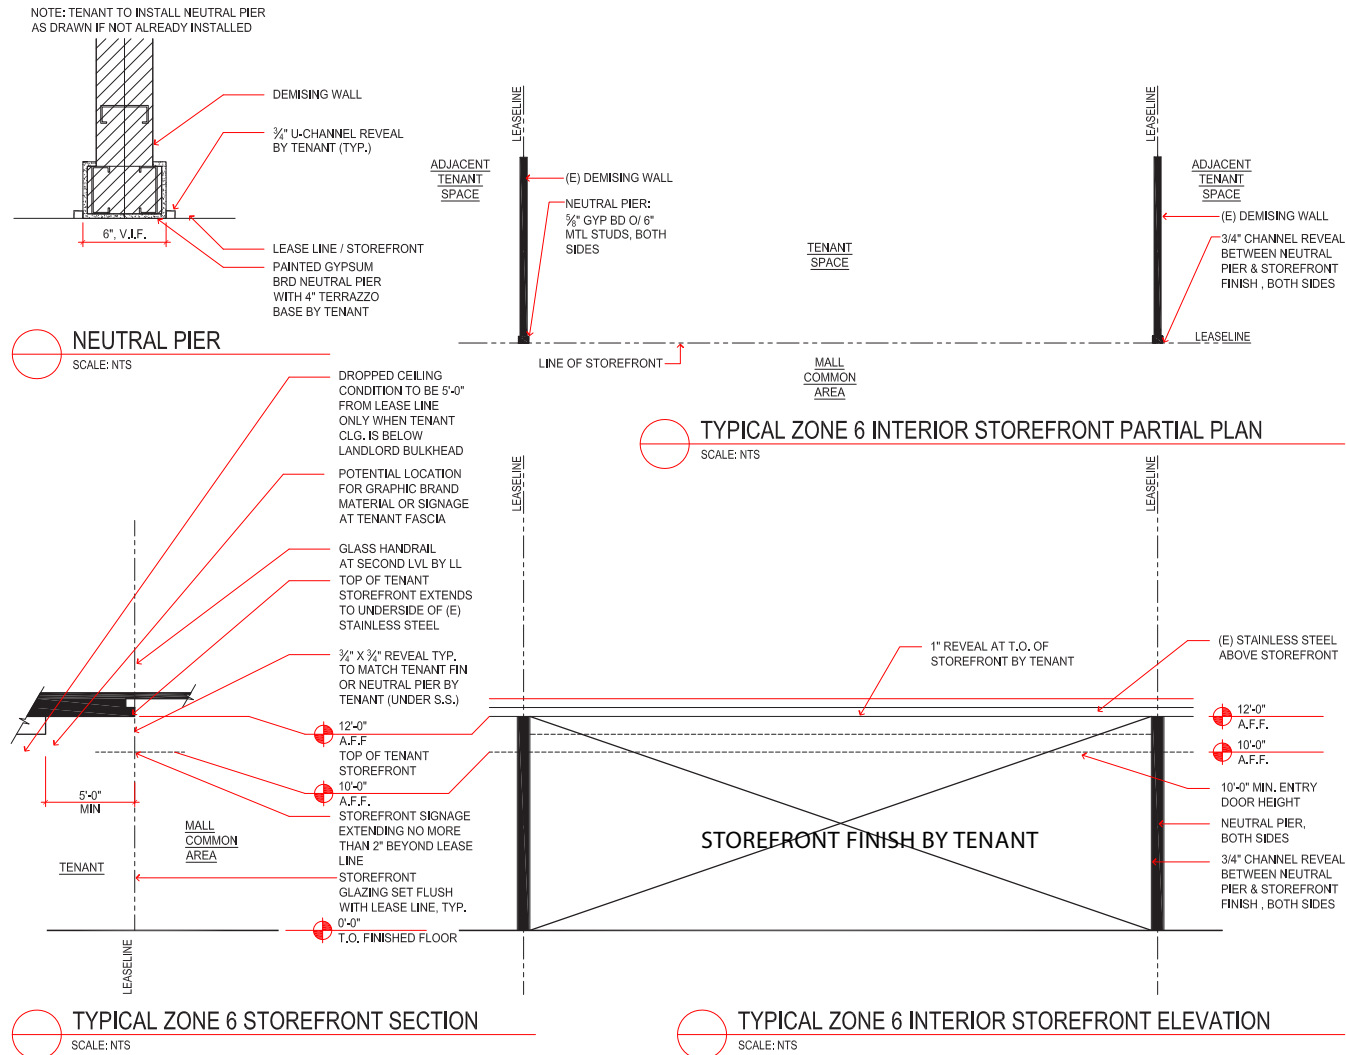 NOTE: TENANT TO INSTALL NEUTRAL PIER
AS DRAWN IF NOT ALREADY INSTALLED
DEMISING WALL
¾" U-CHANNEL REVEAL
BY TENANT (TYP.)
6", V.I.F.
LEASE LINE / STOREFRONT
PAINTED GYPSUM
BRD NEUTRAL PIER
WITH 4" TERRAZZO
BASE BY TENANT
NEUTRAL PIER
SCALE: NTS
LEASELINE
LEASELINE
ADJACENT
TENANT
SPACE
(E) DEMISING WALL
NEUTRAL PIER:
⅝" GYP BD O/ 6"
MTL STUDS, BOTH
SIDES
TENANT
SPACE
ADJACENT
TENANT
SPACE
(E) DEMISING WALL
3/4" CHANNEL REVEAL
BETWEEN NEUTRAL
PIER & STOREFRONT
FINISH , BOTH SIDES
LEASELINE
LINE OF STOREFRONT
MALL
COMMON
AREA
TYPICAL ZONE 6 INTERIOR STOREFRONT PARTIAL PLAN
SCALE: NTS
DROPPED CEILING
CONDITION TO BE 5'-0"
FROM LEASE LINE
ONLY WHEN TENANT
CLG. IS BELOW
LANDLORD BULKHEAD
POTENTIAL LOCATION
FOR GRAPHIC BRAND
MATERIAL OR SIGNAGE
AT TENANT FASCIA
GLASS HANDRAIL
AT SECOND LVL BY LL
TOP OF TENANT
STOREFRONT EXTENDS
TO UNDERSIDE OF (E)
STAINLESS STEEL
¾" X ¾" REVEAL TYP.
TO MATCH TENANT FIN
OR NEUTRAL PIER BY
TENANT (UNDER S.S.)
12'-0"
A.F.F
TOP OF TENANT
STOREFRONT
10'-0"
A.F.F.
STOREFRONT SIGNAGE
EXTENDING NO MORE
THAN 2" BEYOND LEASE
LINE
STOREFRONT
GLAZING SET FLUSH
WITH LEASE LINE, TYP.
0'-0"
T.O. FINISHED FLOOR
5'-0"
MIN
MALL
COMMON
AREA
TENANT
LEASELINE
TYPICAL ZONE 6 STOREFRONT SECTION
SCALE: NTS
LEASELINE
LEASELINE
1" REVEAL AT T.O. OF
STOREFRONT BY TENANT
(E) STAINLESS STEEL
ABOVE STOREFRONT
12'-0"
A.F.F.
10'-0"
A.F.F.
10'-0" MIN. ENTRY
DOOR HEIGHT
NEUTRAL PIER,
BOTH SIDES
3/4" CHANNEL REVEAL
BETWEEN NEUTRAL
PIER & STOREFRONT
FINISH , BOTH SIDES
STOREFRONT FINISH BY TENANT
TYPICAL ZONE 6 INTERIOR STOREFRONT ELEVATION
SCALE: NTS